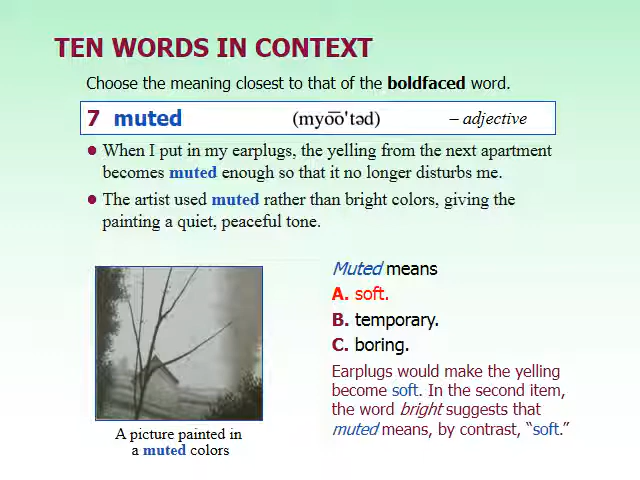 TEN WORDS IN CONTEXT
Choose the meaning closest to that of the boldfaced word.
7 muted (myo͞o'təd) – adjective
• When I put in my earplugs, the yelling from the next apartment
becomes muted enough so that it no longer disturbs me.
• The artist used muted rather than bright colors, giving the
painting a quiet, peaceful tone.
Muted means
A. soft.
B. temporary.
C. boring.
Earplugs would make the yelling
become soft. In the second item,
the word bright suggests that
muted means, by contrast, “soft.”
A picture painted in
a muted colors